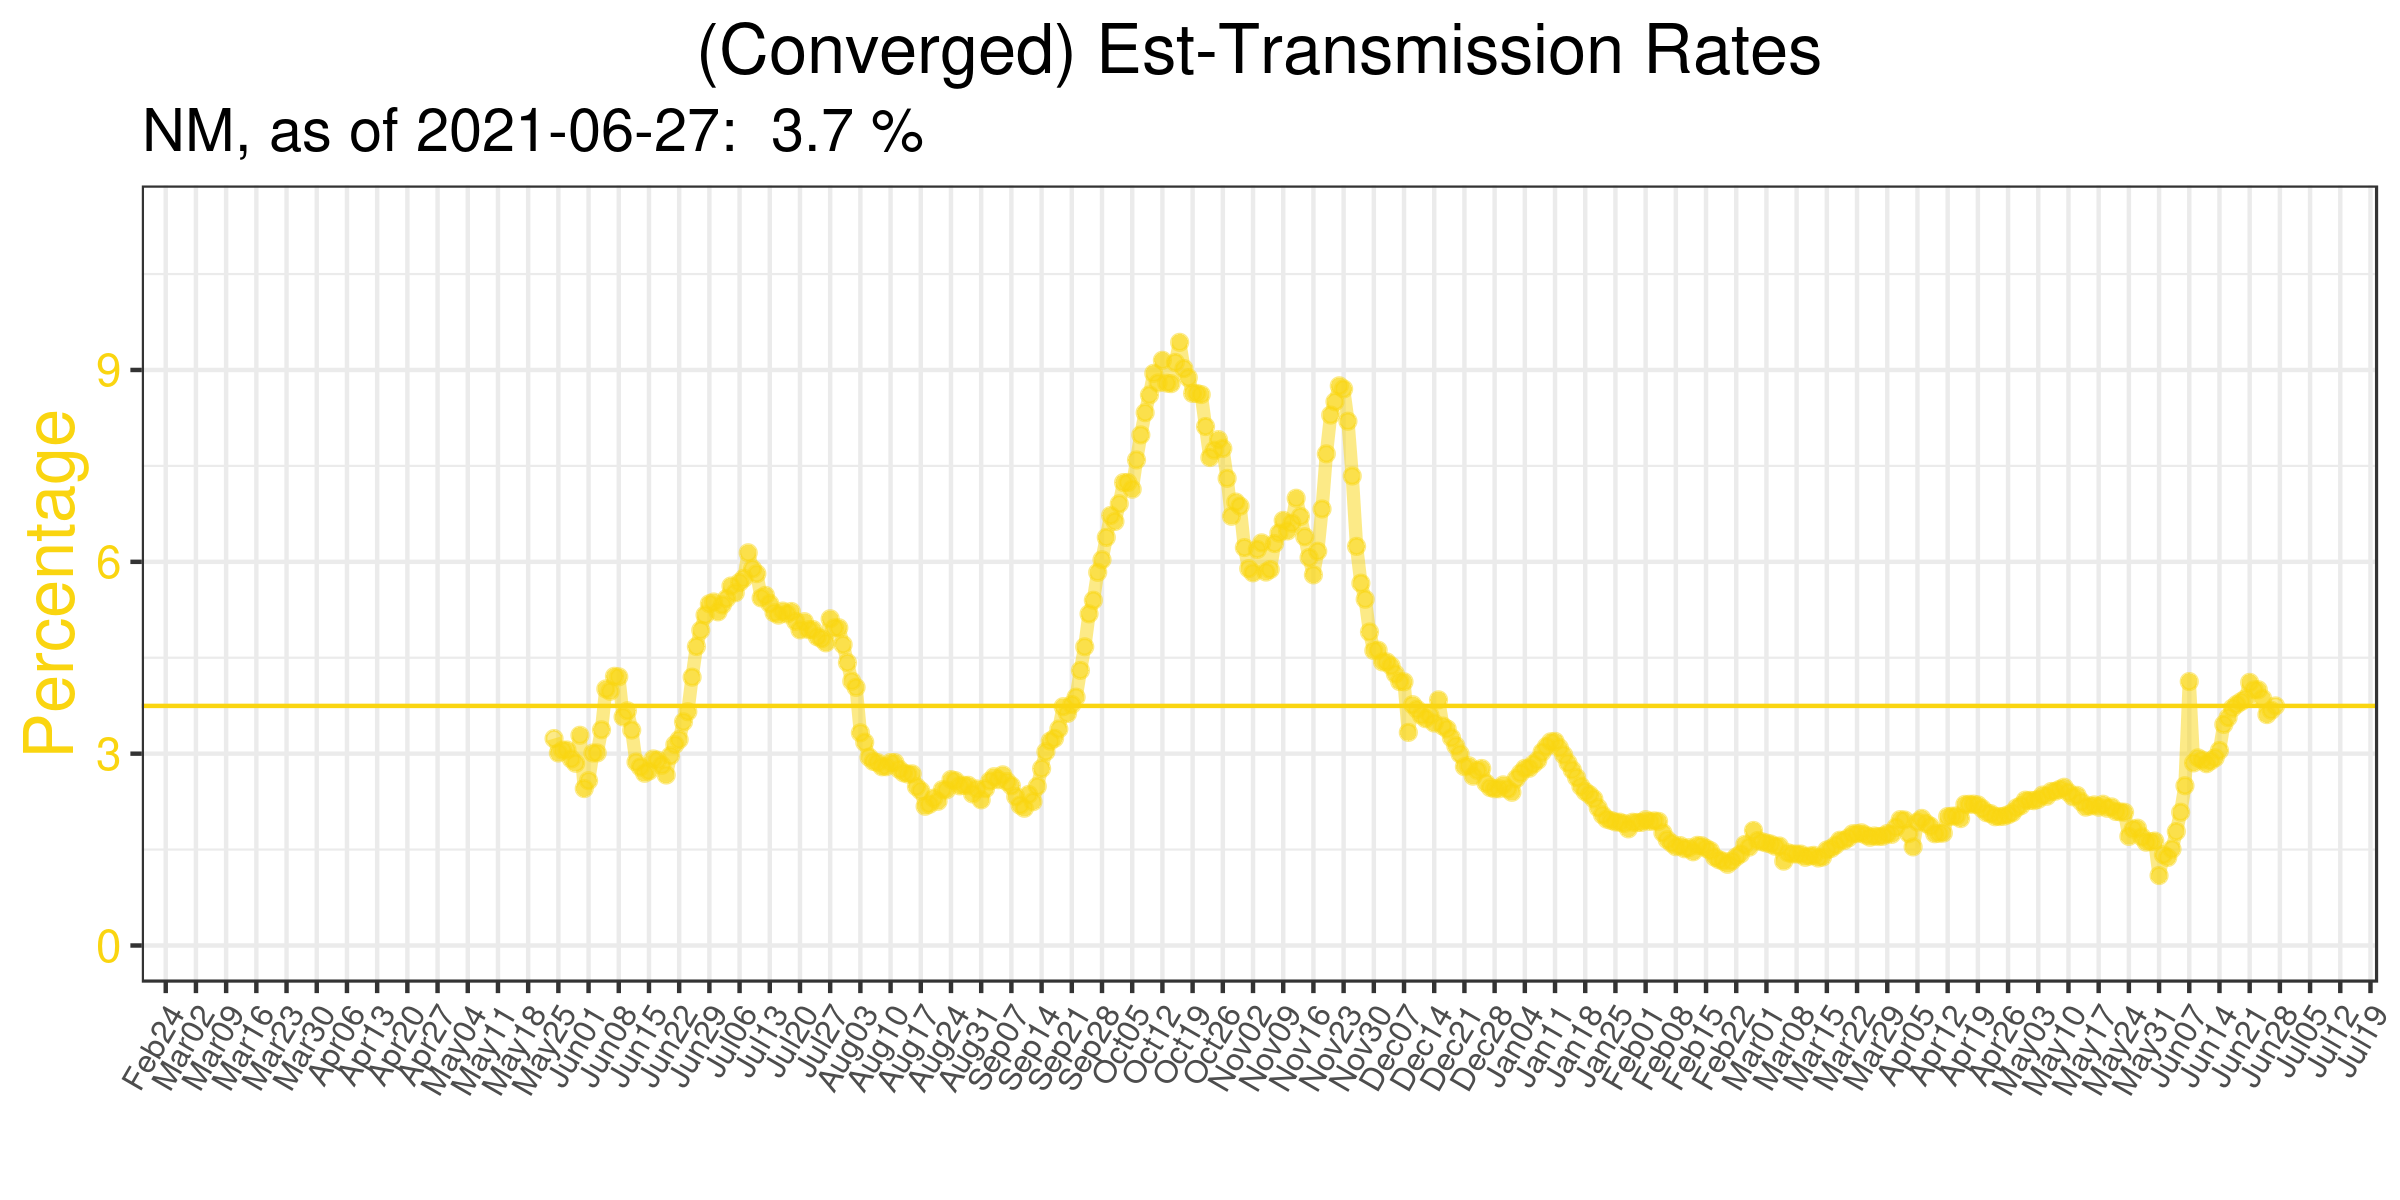 (Converged) Est-Transmission Rates
NM, as of 2021-06-27:  3.7 %
Percentage
9
6
3
0
Feb24
Mar02
Mar09
Mar16
Mar23
Mar30
Apr06
Apr13
Apr20
Apr27
May04
May11
May18
May25
Jun01
Jun08
Jun15
Jun22
Jun29
Jul06
Jul13
Jul20
Jul27
Aug03
Aug10
Aug17
Aug24
Aug31
Sep07
Sep14
Sep21
Sep28
Oct05
Oct12
Oct19
Oct26
Nov02
Nov09
Nov16
Nov23
Nov30
Dec07
Dec14
Dec21
Dec28
Jan04
Jan11
Jan18
Jan25
Feb01
Feb08
Feb15
Feb22
Mar01
Mar08
Mar15
Mar22
Mar29
Apr05
Apr12
Apr19
Apr26
May03
May10
May17
May24
May31
Jun07
Jun14
Jun21
Jun28
Jul05
Jul12
Jul19